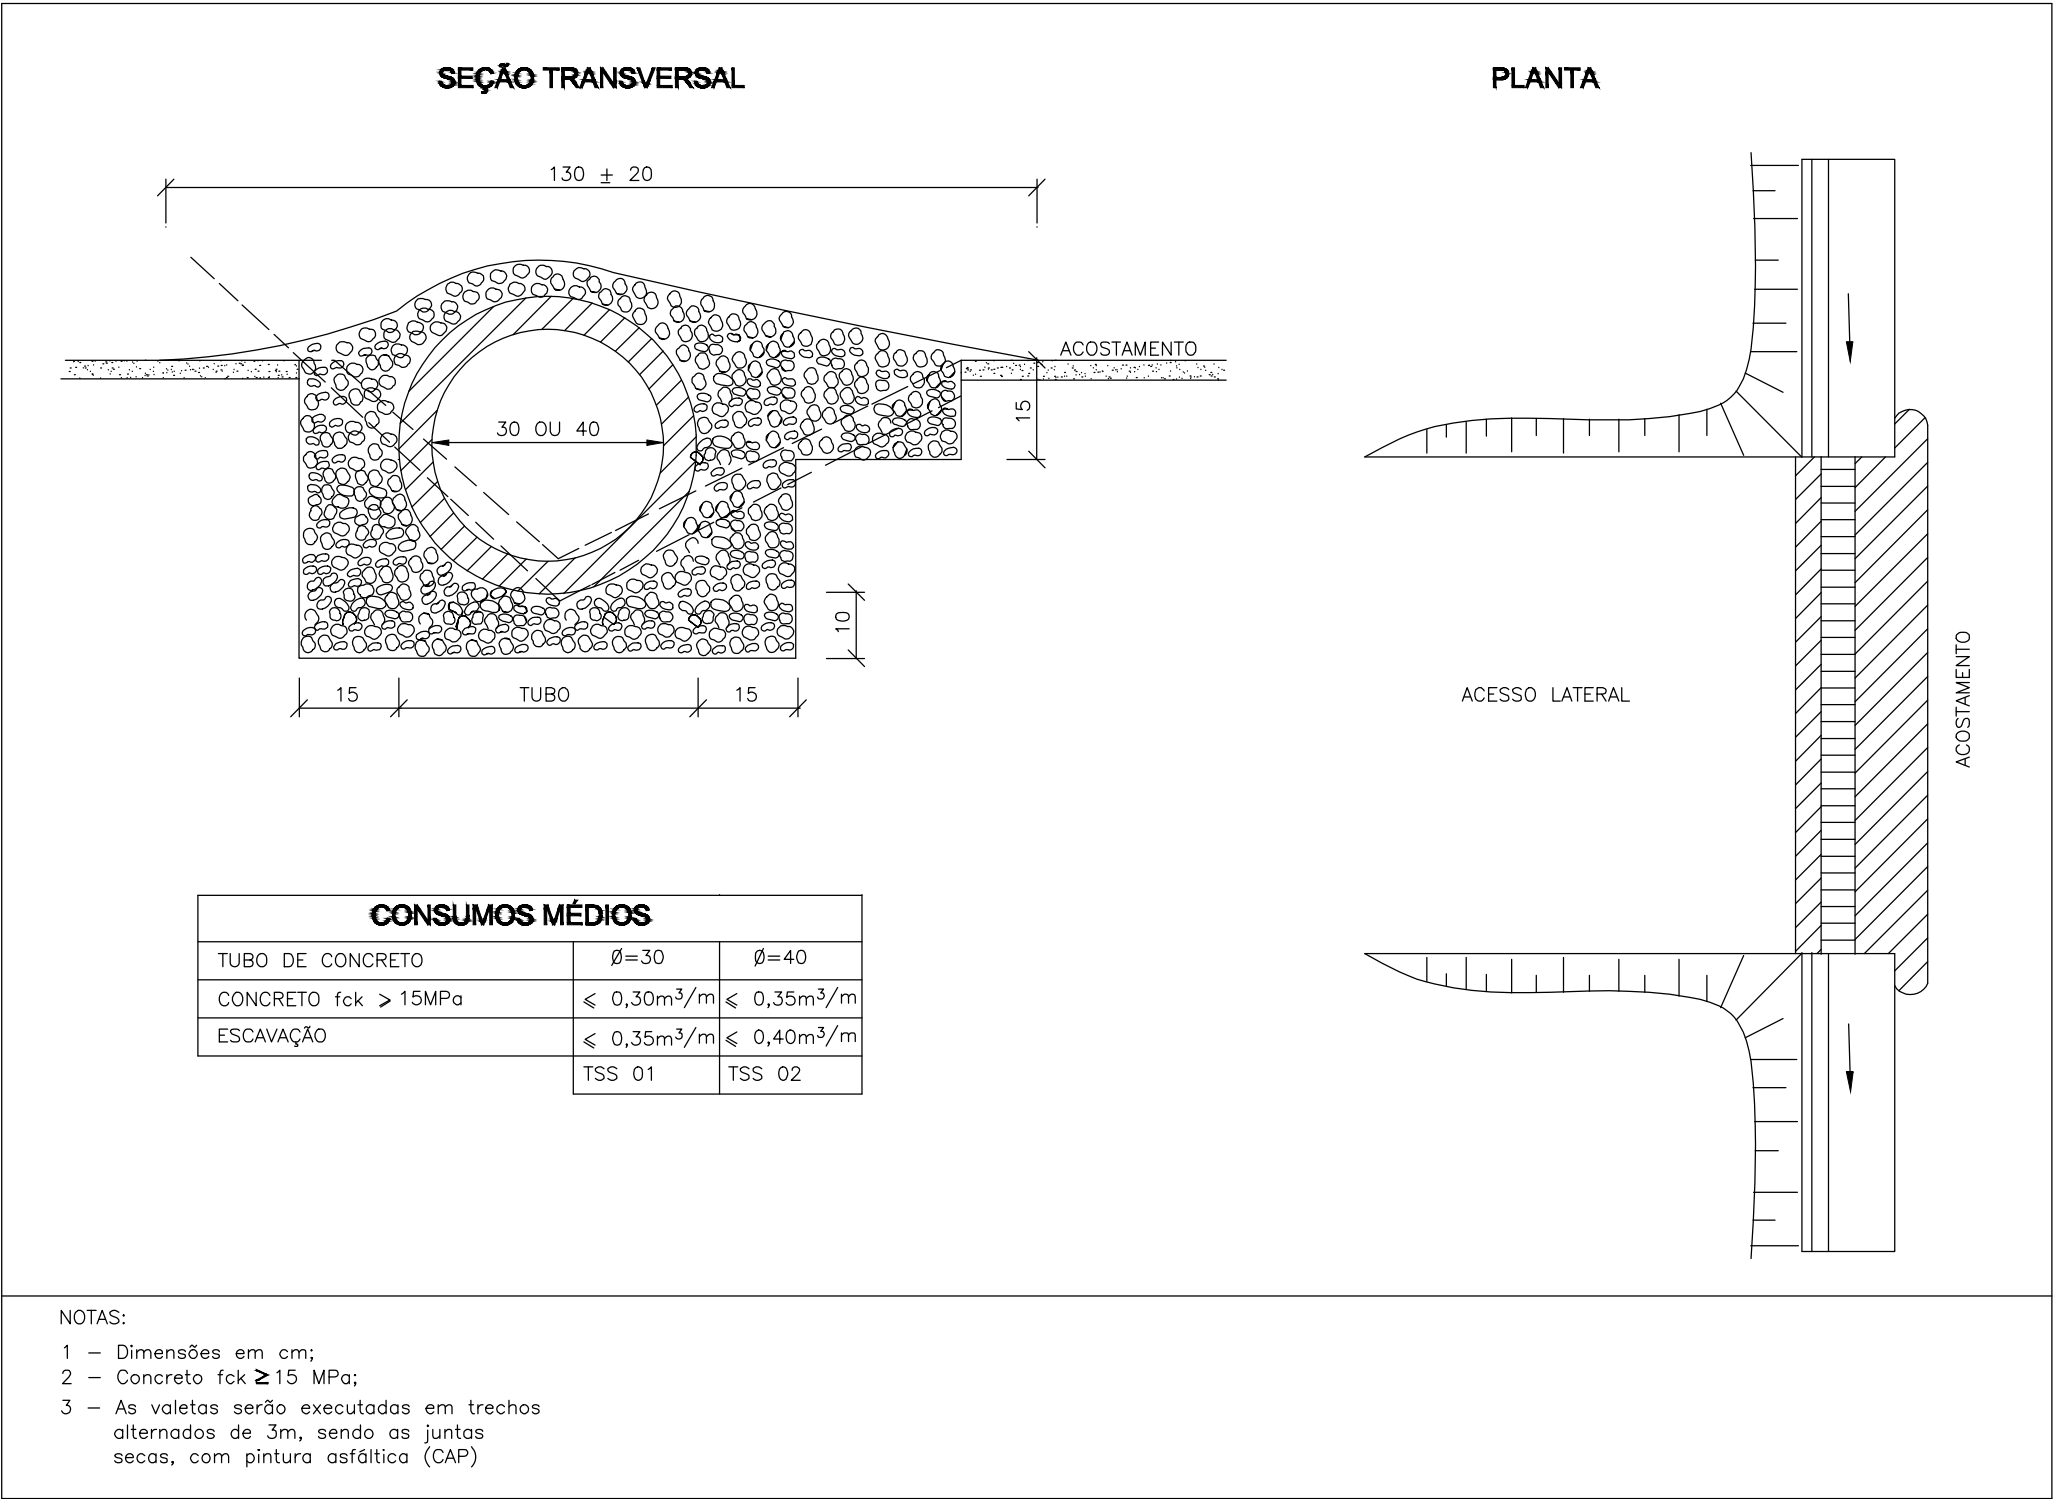 SEÇÃO TRANSVERSAL
PLANTA
130 ± 20
ACOSTAMENTO
30 OU 40
15
10
15 TUBO 15
ACESSO LATERAL
ACOSTAMENTO
CONSUMOS MÉDIOS
TUBO DE CONCRETO Ø=30 Ø=40
CONCRETO fck ⩾ 15MPa ⩽ 0,30m³/m ⩽ 0,35m³/m
ESCAVAÇÃO ⩽ 0,35m³/m ⩽ 0,40m³/m
TSS 01 TSS 02
NOTAS:
1 – Dimensões em cm;
2 – Concreto fck ≥ 15 MPa;
3 – As valetas serão executadas em trechos
alternados de 3m, sendo as juntas
secas, com pintura asfáltica (CAP)